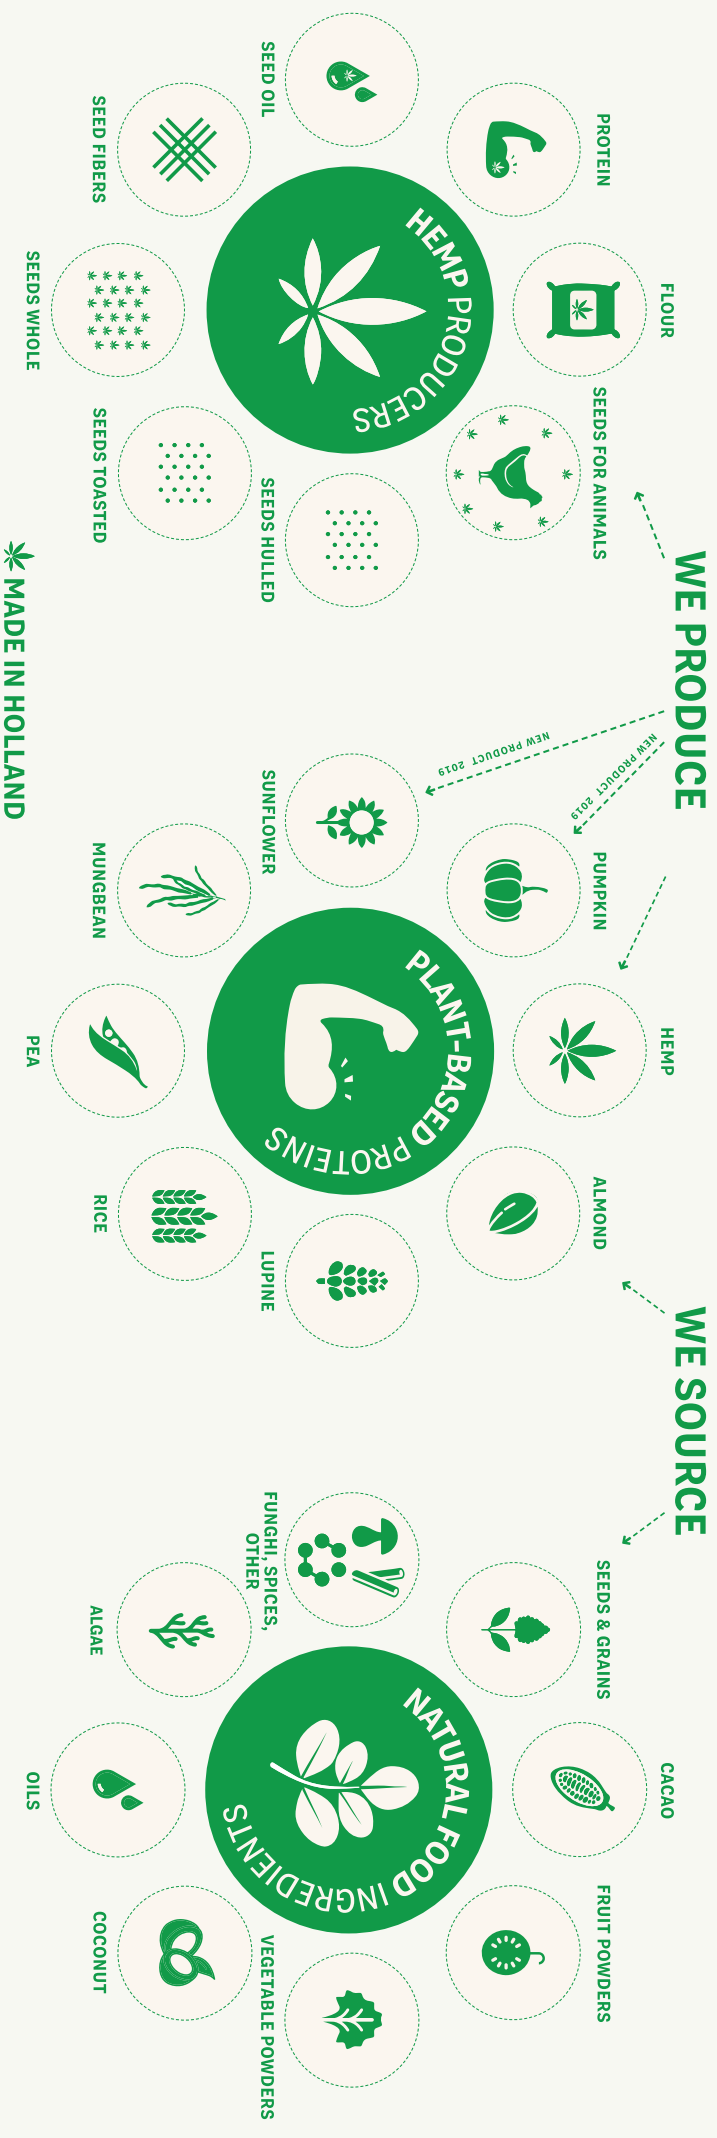 WE PRODUCE
WE SOURCE
HEMP PRODUCERS
FLOUR
PROTEIN
SEEDS FOR ANIMALS
SEED OIL
SEEDS HULLED
SEED FIBERS
SEEDS TOASTED
SEEDS WHOLE
NEW PRODUCT 2019
NEW PRODUCT 2019
PLANT-BASED PROTEINS
HEMP
PUMPKIN
ALMOND
SUNFLOWER
LUPINE
MUNGBEAN
RICE
PEA
NATURAL FOOD INGREDIENTS
CACAO
SEEDS & GRAINS
FRUIT POWDERS
FUNGHI, SPICES,
OTHER
VEGETABLE POWDERS
ALGAE
COCONUT
OILS
MADE IN HOLLAND